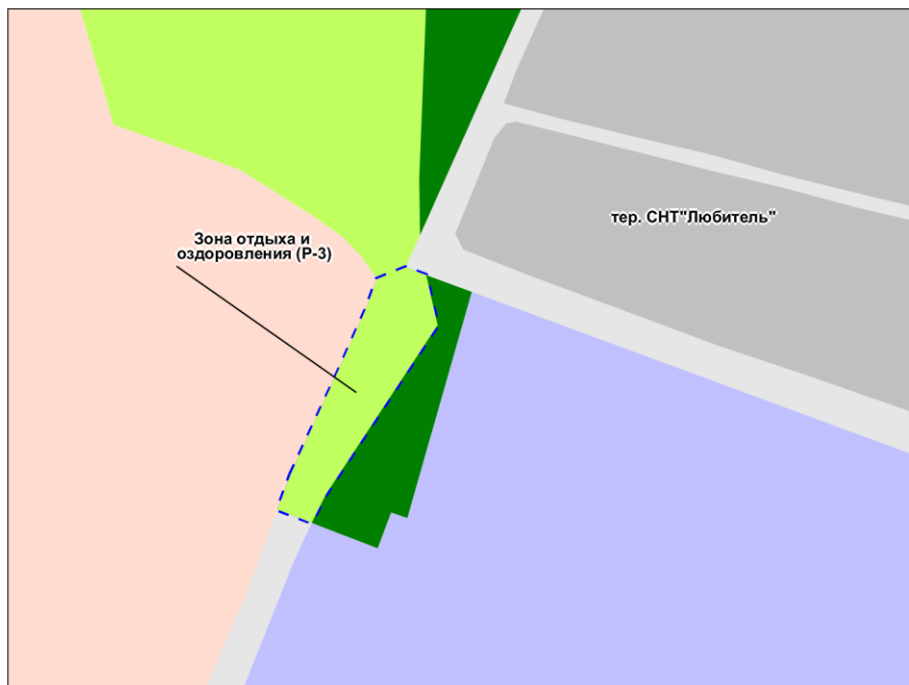 тер. СНТ"Любитель"
Зона отдыха и
оздоровления (Р-3)